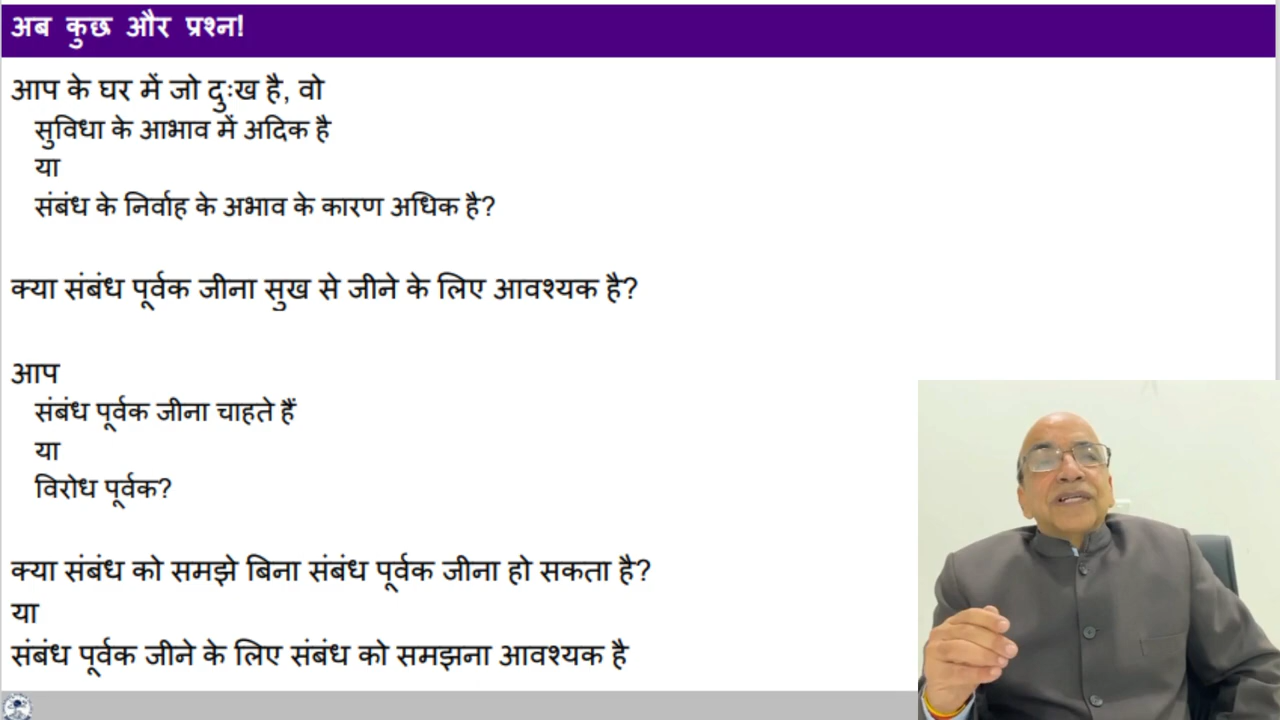 अब कुछ और प्रश्न!
आप के घर में जो दुःख है, वो
सुविधा के आभाव में अदिक है
या
संबंध के निर्वाह के अभाव के कारण अधिक है?
क्या संबंध पूर्वक जीना सुख से जीने के लिए आवश्यक है?
आप
संबंध पूर्वक जीना चाहते हैं
या
विरोध पूर्वक?
क्या संबंध को समझे बिना संबंध पूर्वक जीना हो सकता है?
या
संबंध पूर्वक जीने के लिए संबंध को समझना आवश्यक है